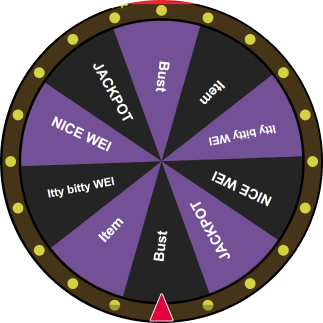 Bust
Item
Itty bitty WEI
NICE WEI
JACKPOT
Bust
Item
Itty bitty WEI
NICE WEI
JACKPOT